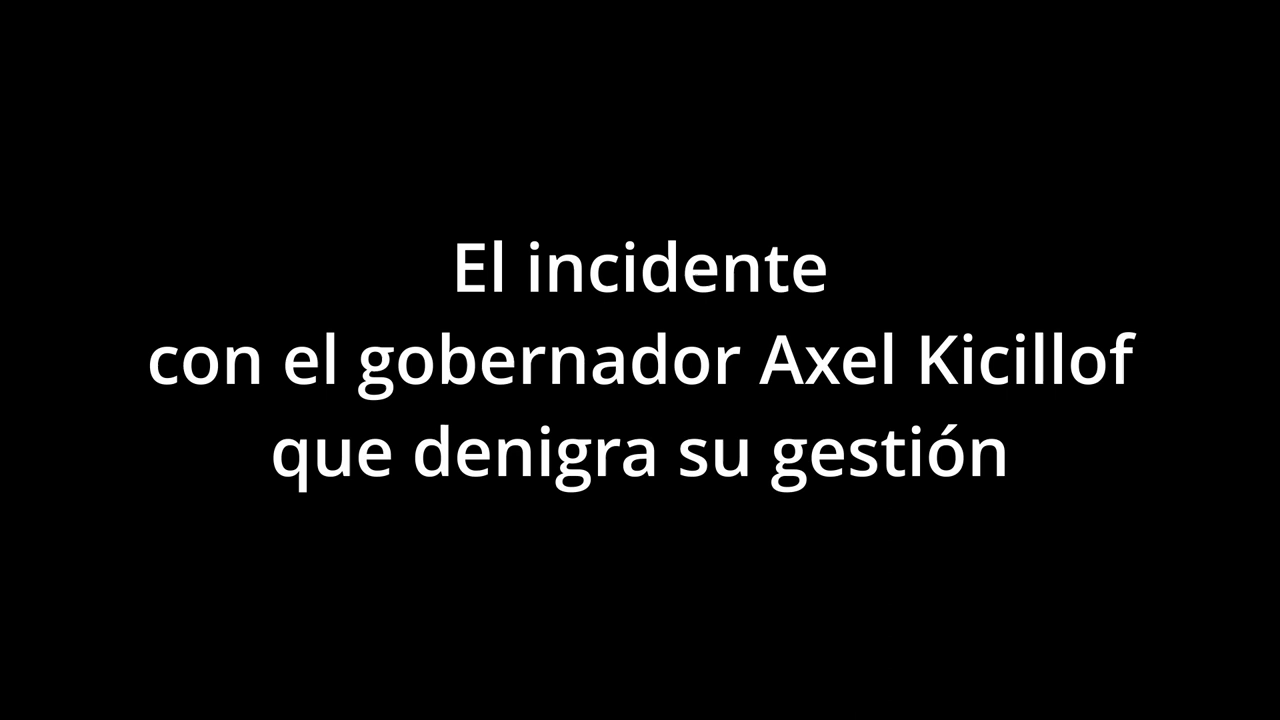 El incidente
con el gobernador Axel Kicillof
que denigra su gestión